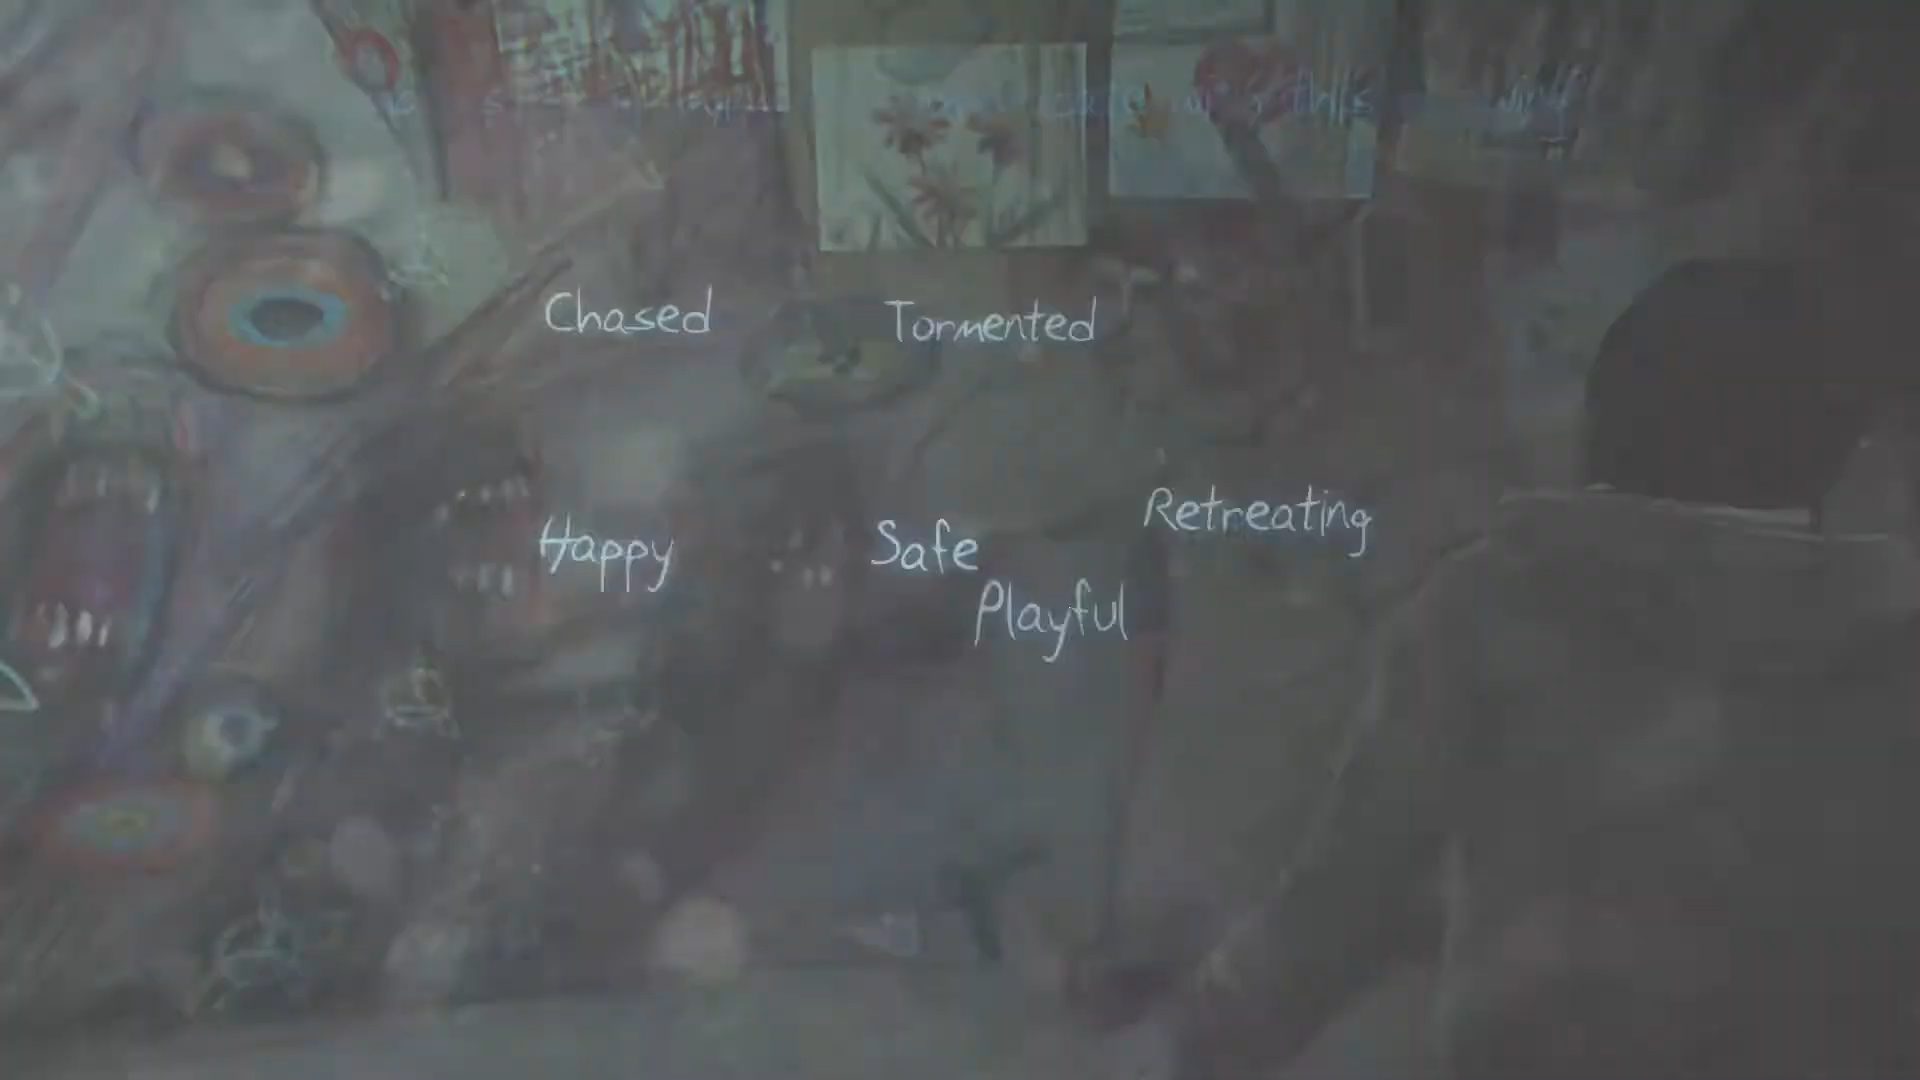 Chased Tormented
Retreating
Happy Safe
Playful